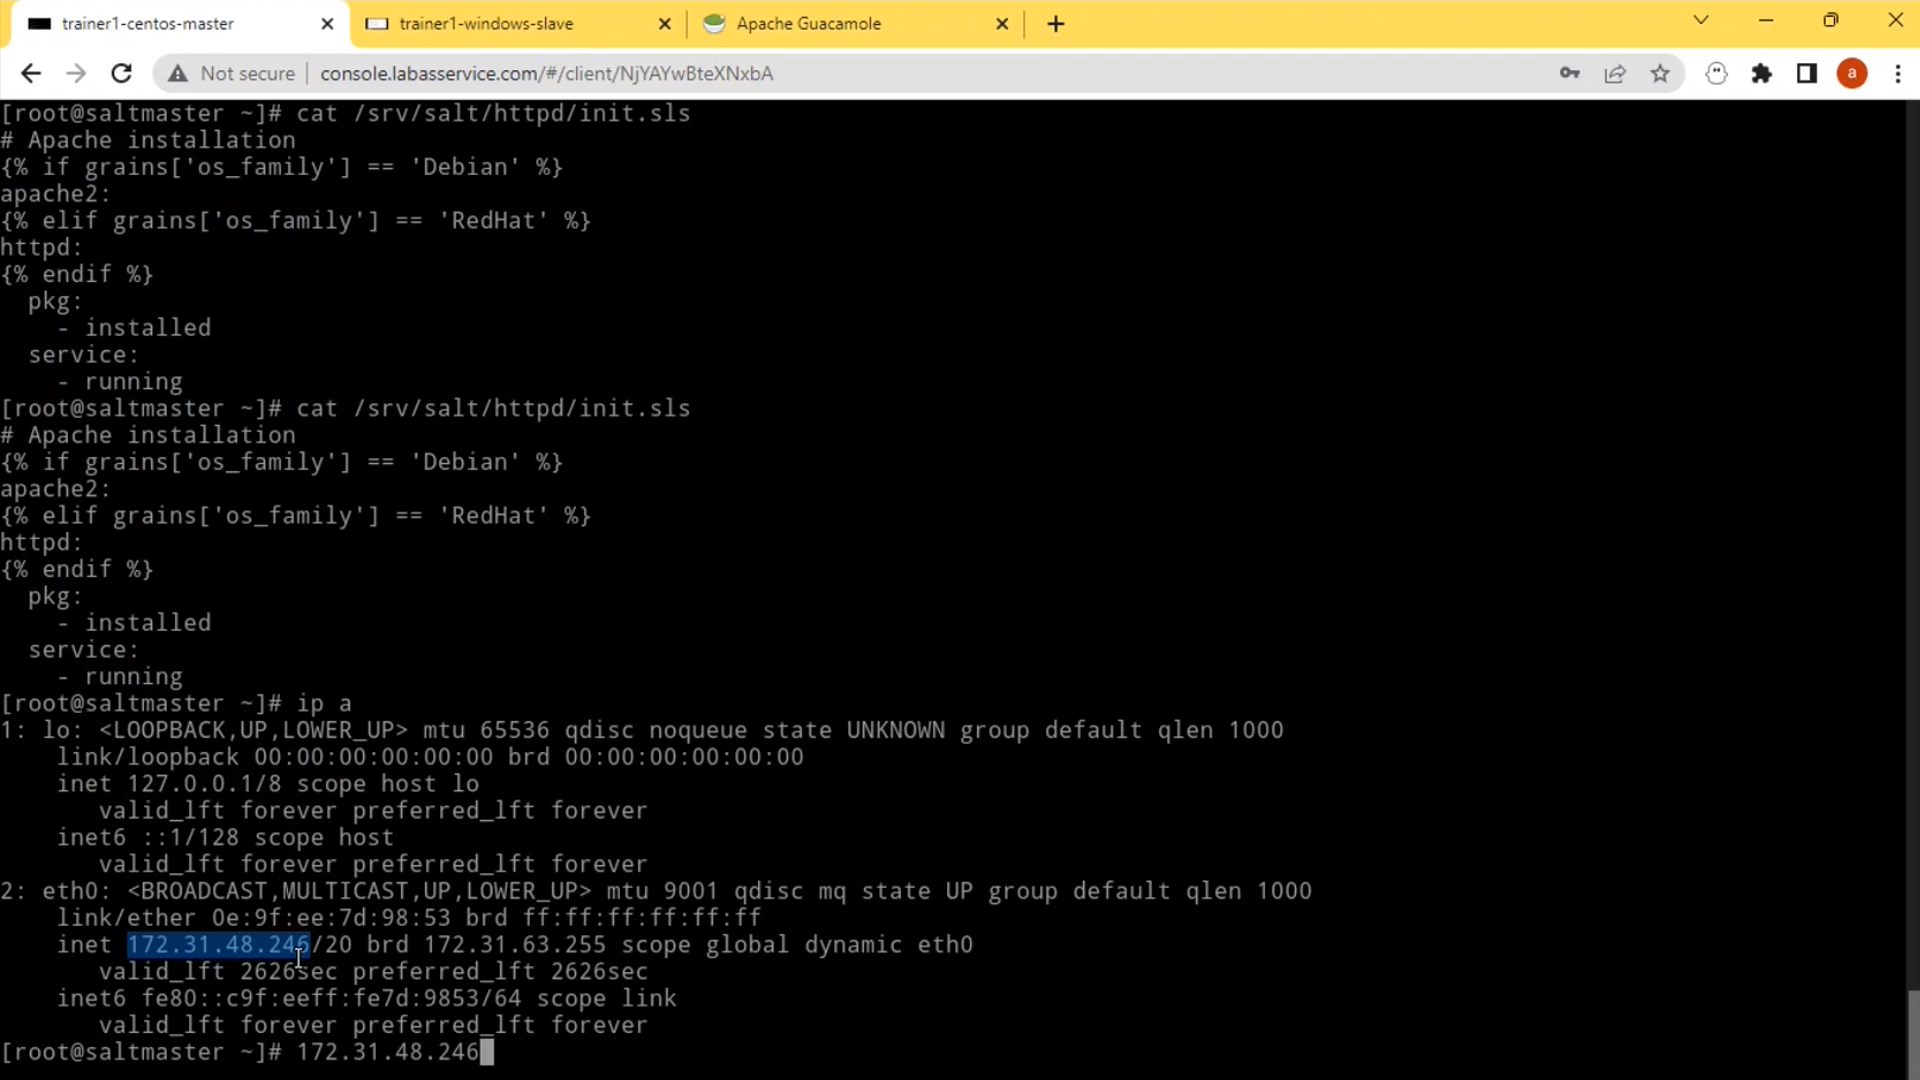 trainer1-centos-master
trainer1-windows-slave
Apache Guacamole
Not secure
console.labasservice.com/#/client/NjYAYwBteXNxbA
a
[root@saltmaster ~]# cat /srv/salt/httpd/init.sls
# Apache installation
{% if grains['os_family'] == 'Debian' %}
apache2:
{% elif grains['os_family'] == 'RedHat' %}
httpd:
{% endif %}
  pkg:
    - installed
  service:
    - running
[root@saltmaster ~]# cat /srv/salt/httpd/init.sls
# Apache installation
{% if grains['os_family'] == 'Debian' %}
apache2:
{% elif grains['os_family'] == 'RedHat' %}
httpd:
{% endif %}
  pkg:
    - installed
  service:
    - running
[root@saltmaster ~]# ip a
1: lo: <LOOPBACK,UP,LOWER_UP> mtu 65536 qdisc noqueue state UNKNOWN group default qlen 1000
    link/loopback 00:00:00:00:00:00 brd 00:00:00:00:00:00
    inet 127.0.0.1/8 scope host lo
       valid_lft forever preferred_lft forever
    inet6 ::1/128 scope host
       valid_lft forever preferred_lft forever
2: eth0: <BROADCAST,MULTICAST,UP,LOWER_UP> mtu 9001 qdisc mq state UP group default qlen 1000
    link/ether 0e:9f:ee:7d:98:53 brd ff:ff:ff:ff:ff:ff
    inet 172.31.48.246/20 brd 172.31.63.255 scope global dynamic eth0
       valid_lft 2626sec preferred_lft 2626sec
    inet6 fe80::c9f:eeff:fe7d:9853/64 scope link
       valid_lft forever preferred_lft forever
[root@saltmaster ~]# 172.31.48.246